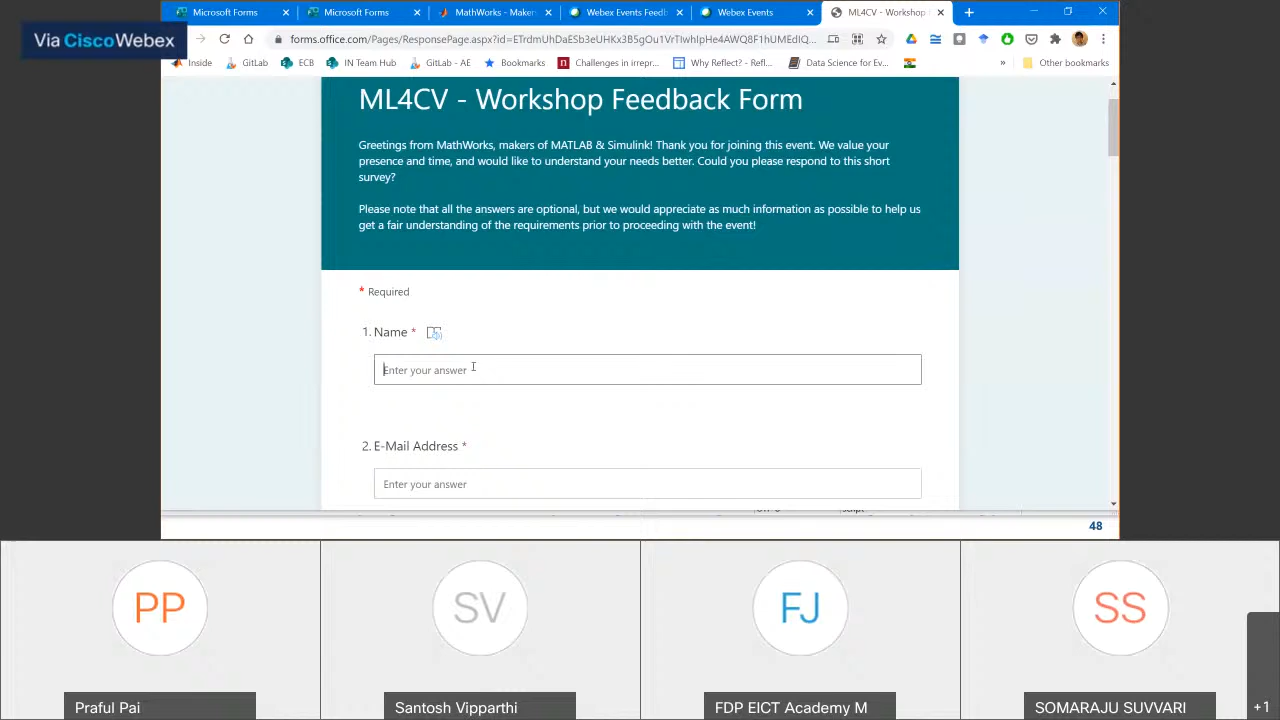 Via CiscoWebex
Microsoft Forms
Microsoft Forms
MathWorks - Maker
Webex Events Feedb
Webex Events
ML4CV - Workshop
forms.office.com/Pages/ResponsePage.aspx?id=ETrdmUhDaESb3eUHKx3B5gOu1VrTIwhIpHe4AWQ8F1hUMEdIQ...
Inside
GitLab
ECB
IN Team Hub
GitLab - AE
Bookmarks
Challenges in irrepr...
Why Reflect? - Refl...
Data Science for Ev...
»
Other bookmarks
ML4CV - Workshop Feedback Form
Greetings from MathWorks, makers of MATLAB & Simulink! Thank you for joining this event. We value your
presence and time, and would like to understand your needs better. Could you please respond to this short
survey?
Please note that all the answers are optional, but we would appreciate as much information as possible to help us
get a fair understanding of the requirements prior to proceeding with the event!
* Required
1. Name *
Enter your answer
2. E-Mail Address *
Enter your answer
48
PP
SV
FJ
SS
Praful Pai
Santosh Vipparthi
FDP EICT Academy M
SOMARAJU SUVVARI
+1